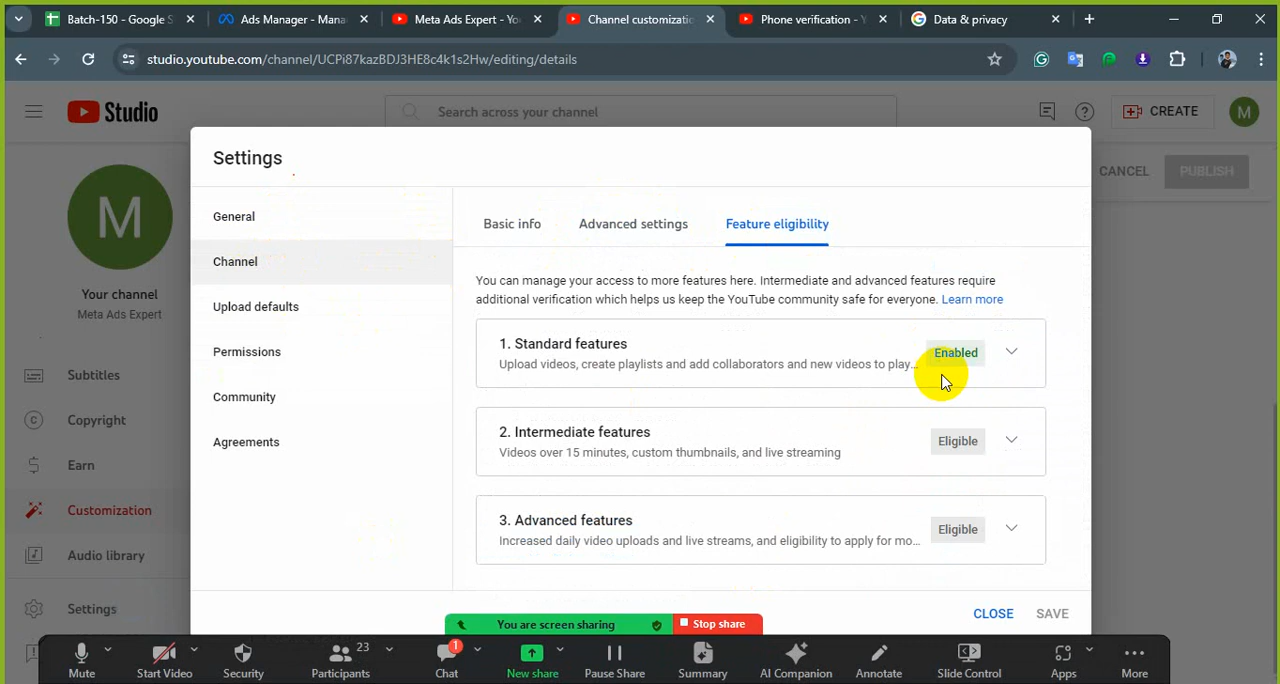 Batch-150 - Google S
Ads Manager - Mana
Meta Ads Expert - Yo
Channel customizatio
Phone verification - Y
Data & privacy
studio.youtube.com/channel/UCPi87kazBDJ3HE8c4k1s2Hw/editing/details
Studio
Search across your channel
CREATE
M
M
Your channel
Meta Ads Expert
Subtitles
Copyright
Earn
Customization
Audio library
Settings
CANCEL
PUBLISH
Settings
General
Channel
Upload defaults
Permissions
Community
Agreements
Basic info
Advanced settings
Feature eligibility
You can manage your access to more features here. Intermediate and advanced features require
additional verification which helps us keep the YouTube community safe for everyone. Learn more
1. Standard features
Upload videos, create playlists and add collaborators and new videos to play...
Enabled
2. Intermediate features
Videos over 15 minutes, custom thumbnails, and live streaming
Eligible
3. Advanced features
Increased daily video uploads and live streams, and eligibility to apply for mo...
Eligible
CLOSE
SAVE
You are screen sharing
Stop share
Mute
Start Video
Security
23
Participants
1
Chat
New share
Pause Share
Summary
AI Companion
Annotate
Slide Control
Apps
More